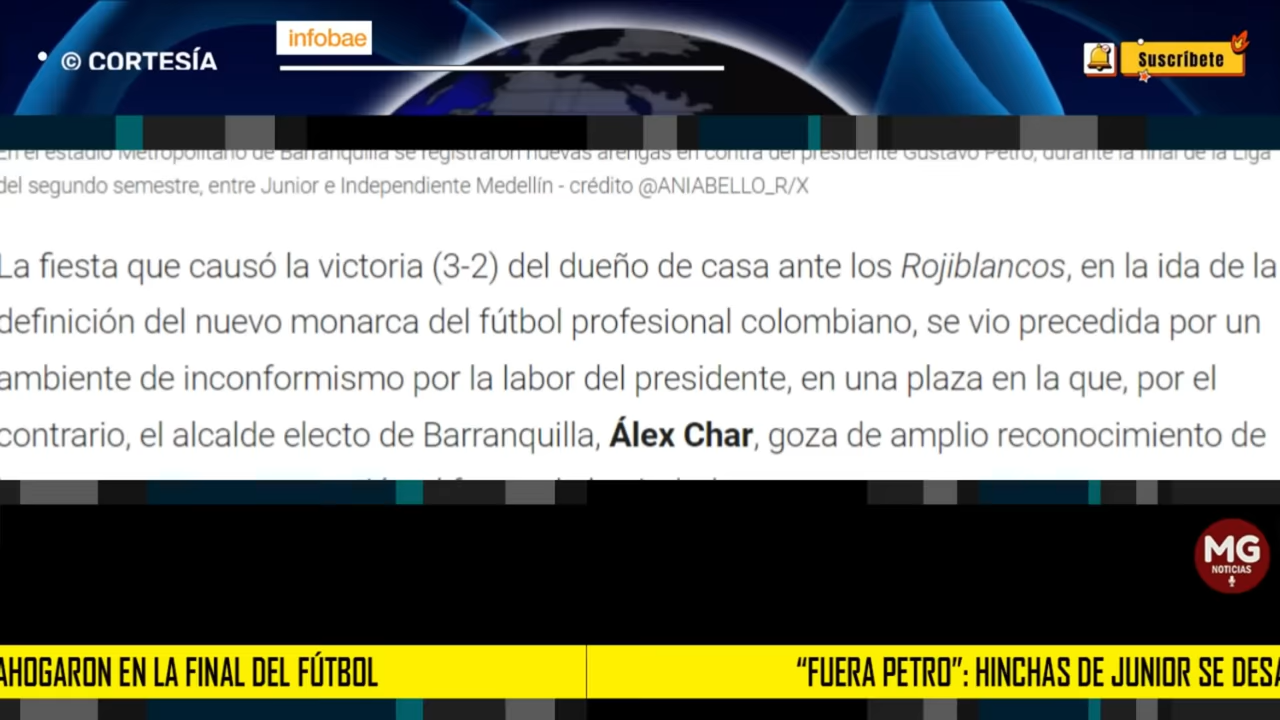 © CORTESÍA
infobae
Suscríbete
En el estadio Metropolitano de Barranquilla se registraron nuevas arengas en contra del presidente Gustavo Petro, durante la final de la Liga
del segundo semestre, entre Junior e Independiente Medellín - crédito @ANIABELLO_R/X
La fiesta que causó la victoria (3-2) del dueño de casa ante los Rojiblancos, en la ida de la
definición del nuevo monarca del fútbol profesional colombiano, se vio precedida por un
ambiente de inconformismo por la labor del presidente, en una plaza en la que, por el
contrario, el alcalde electo de Barranquilla, Álex Char, goza de amplio reconocimiento de
MG
NOTICIAS
AHOGARON EN LA FINAL DEL FÚTBOL
“FUERA PETRO”: HINCHAS DE JUNIOR SE DESA